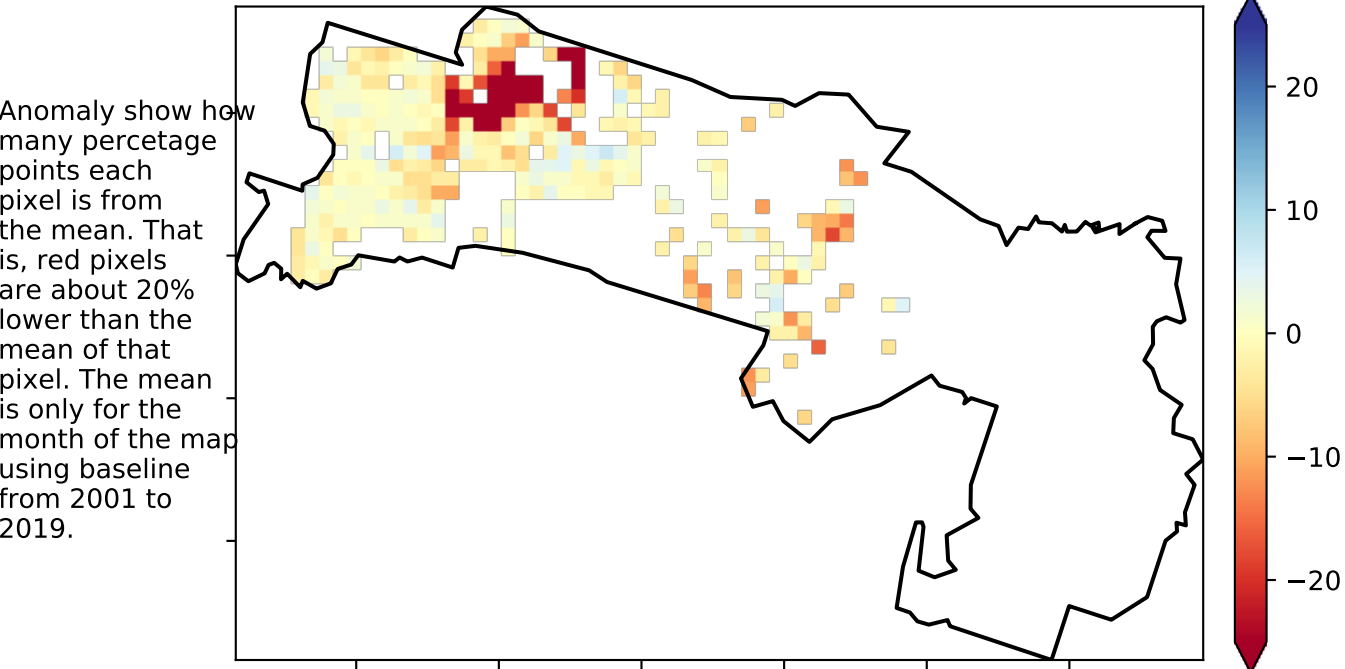 Anomaly show how
many percetage
points each
pixel is from
the mean. That
is, red pixels
are about 20%
lower than the
mean of that
pixel. The mean
is only for the
month of the map
using baseline
from 2001 to
2019.
20
10
0
−10
−20